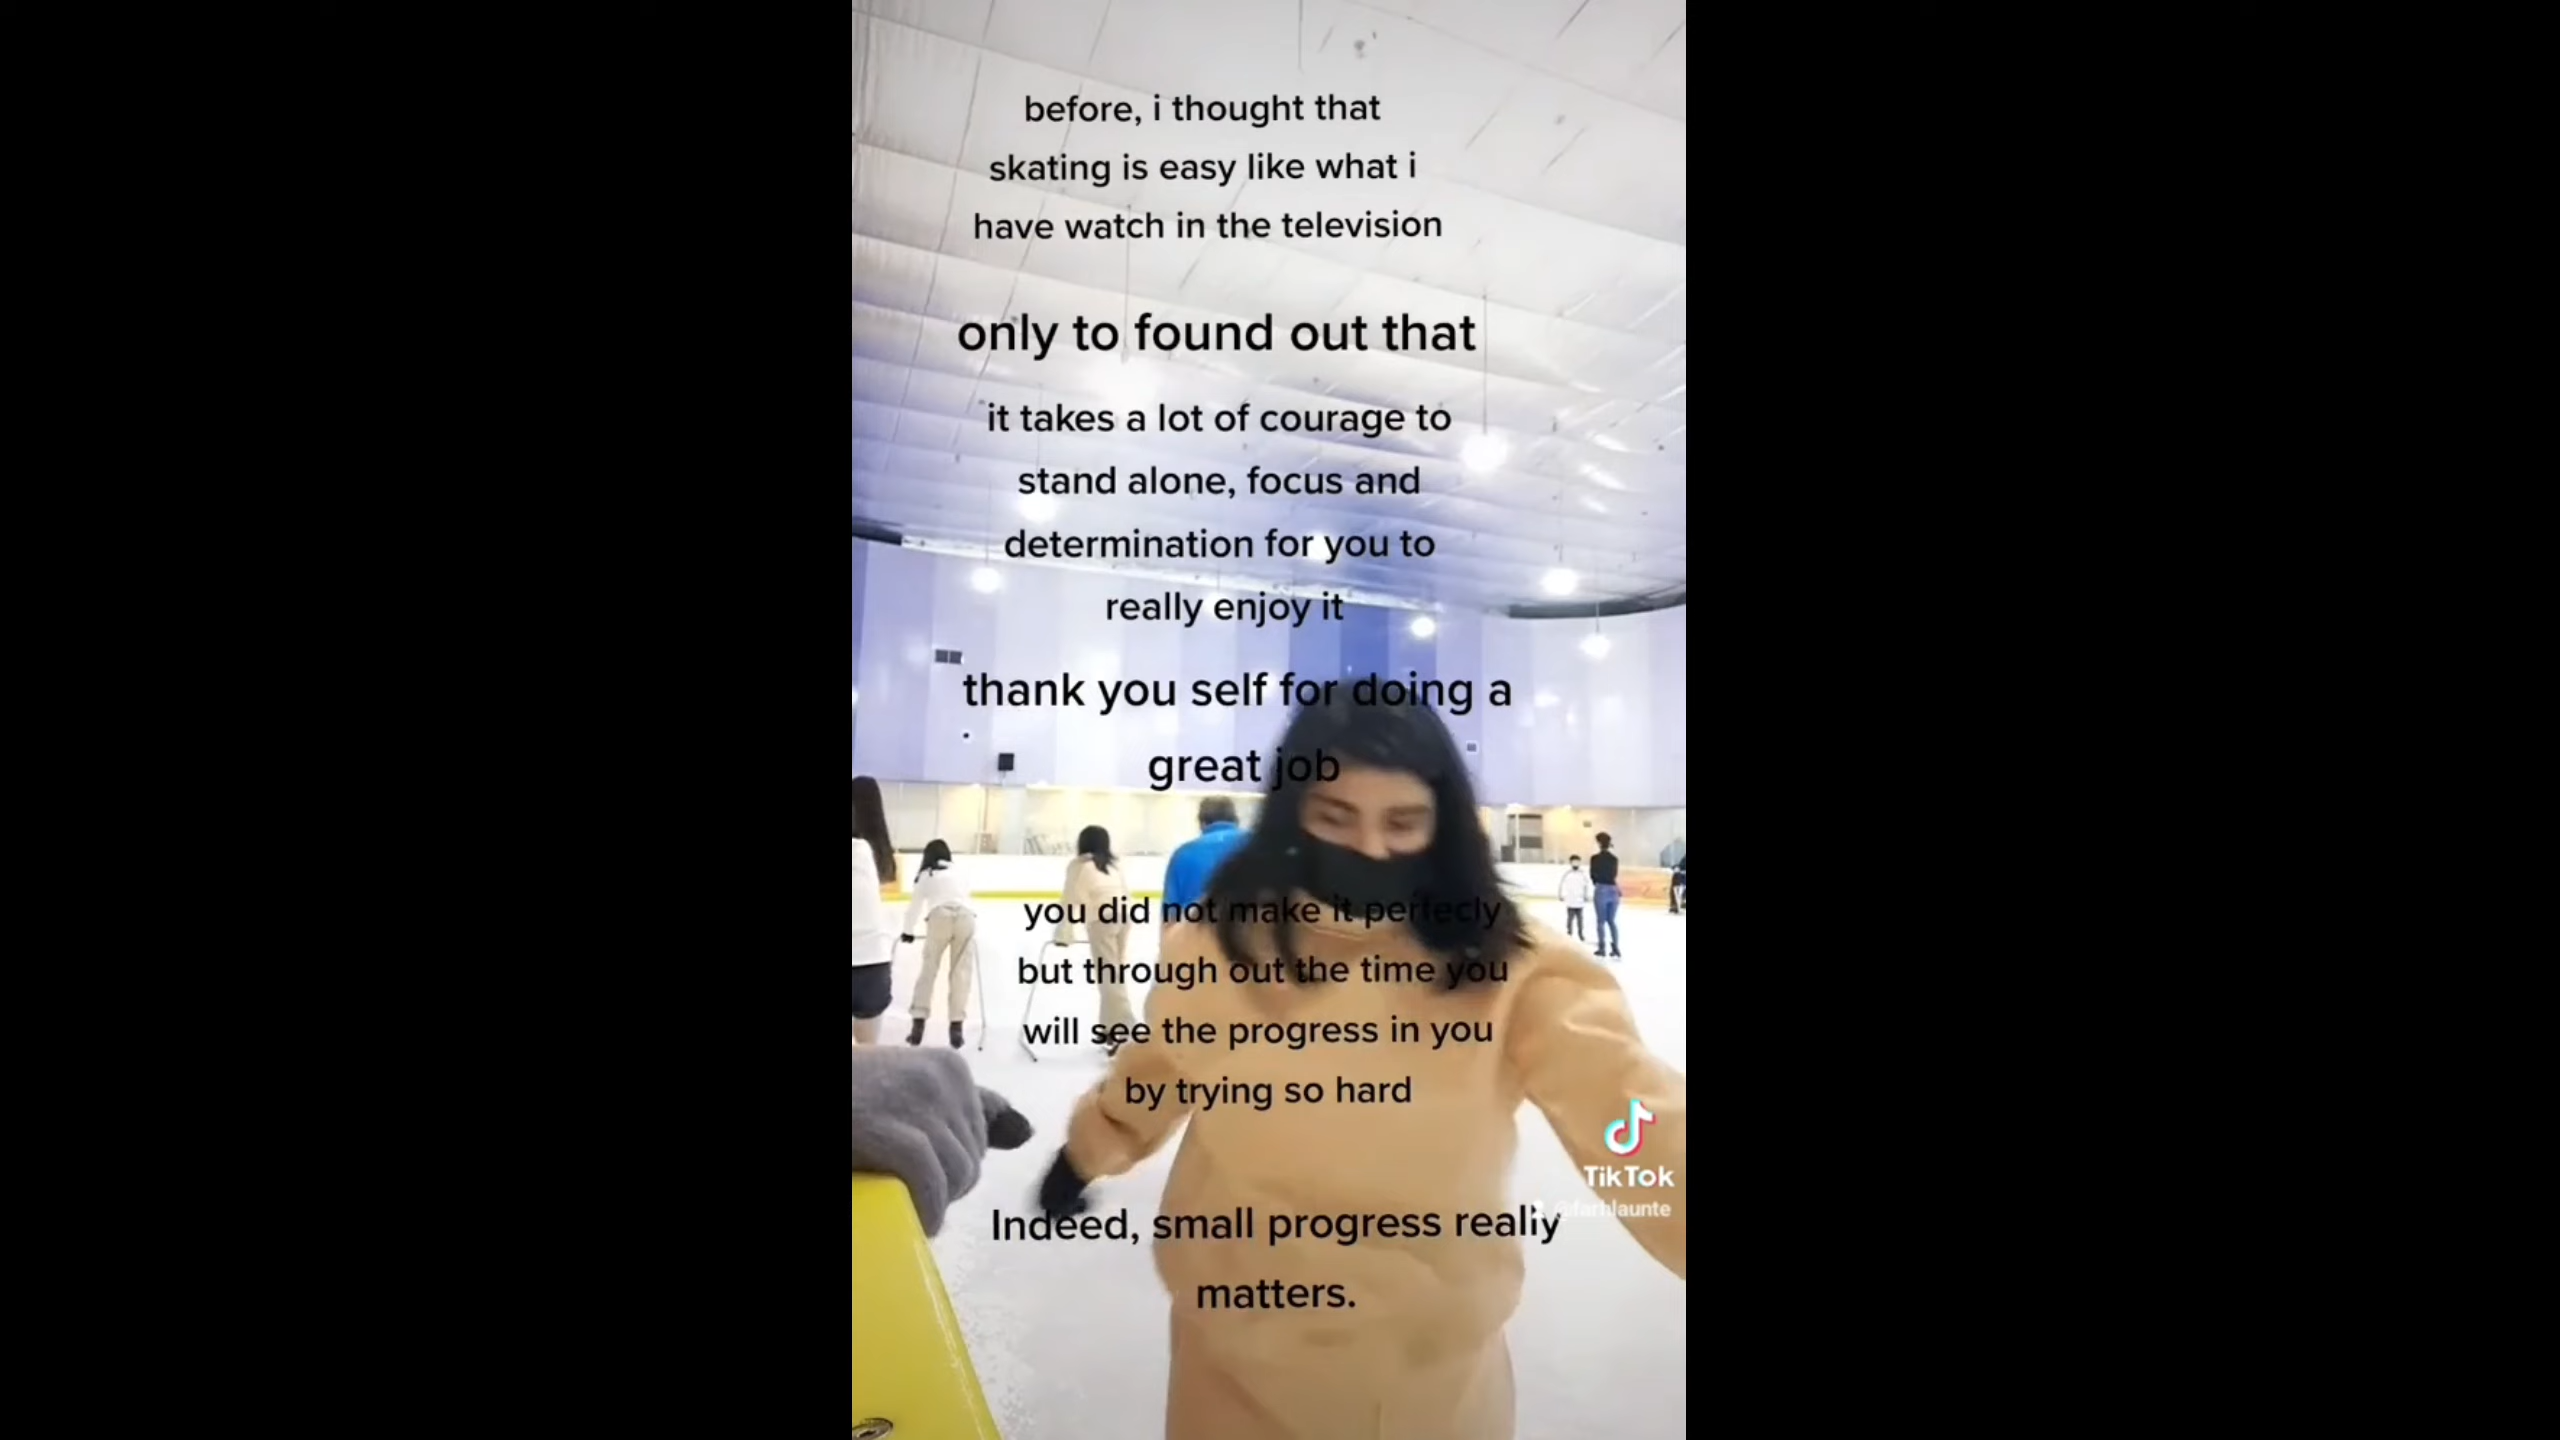 before, i thought that
skating is easy like what i
have watch in the television
only to found out that
it takes a lot of courage to
stand alone, focus and
determination for you to
really enjoy it
thank you self for doing a
great job
you did not make it perfecly
but through out the time you
will see the progress in you
by trying so hard
TikTok
@farhlaunte
Indeed, small progress really
matters.